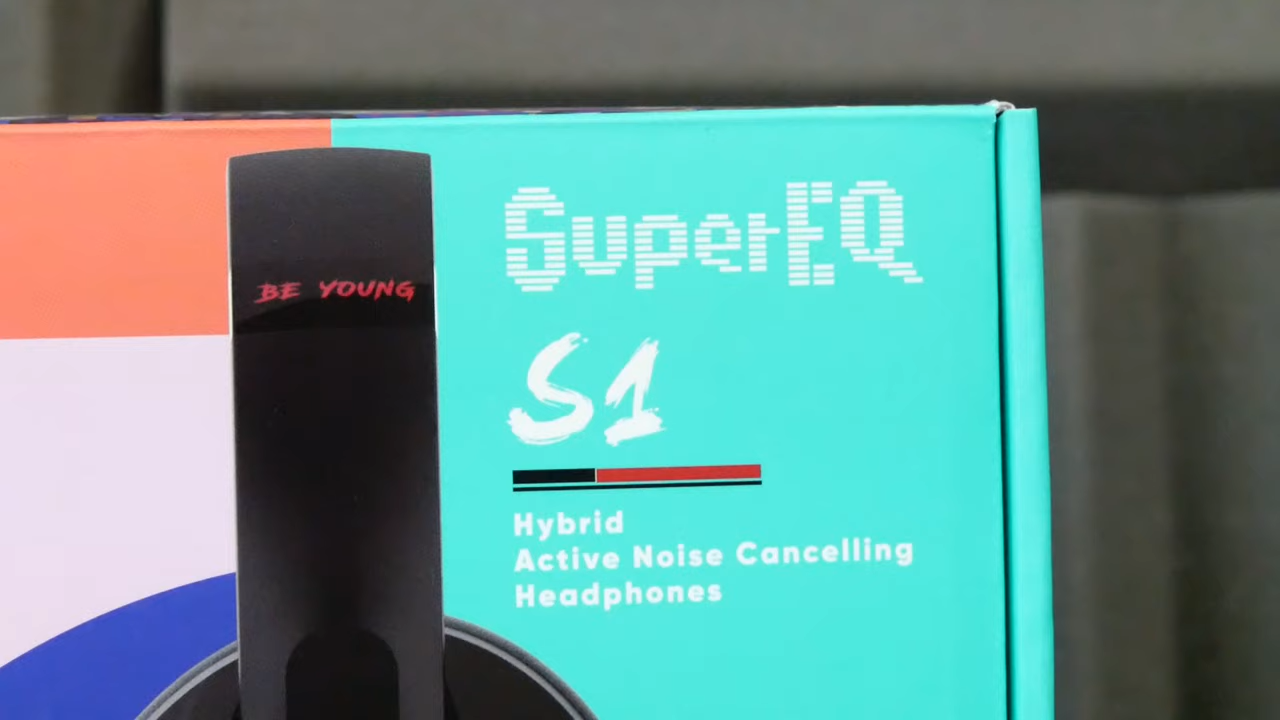 BE YOUNG
SuperEQ
S1
Hybrid
Active Noise Cancelling
Headphones